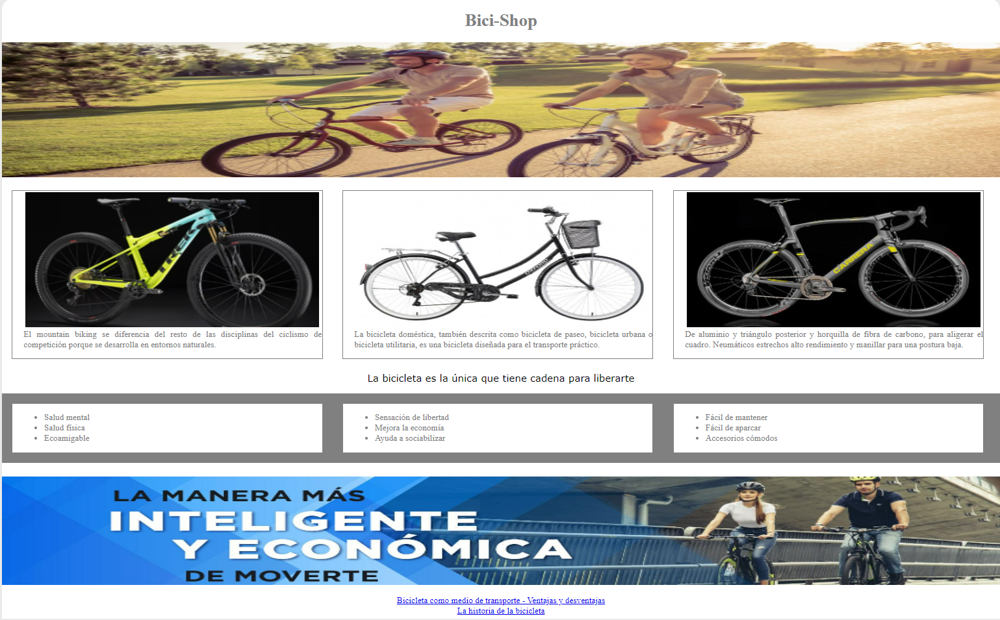 Bici-Shop
TREK
OXFORD
CARRERA
El mountain biking se diferencia del resto de las disciplinas del ciclismo de
competición porque se desarrolla en entornos naturales.
La bicicleta doméstica, también descrita como bicicleta de paseo, bicicleta urbana o
bicicleta utilitaria, es una bicicleta diseñada para el transporte práctico.
De aluminio y triángulo posterior y horquilla de fibra de carbono, para aligerar el
cuadro. Neumáticos estrechos alto rendimiento y manillar para una postura baja.
La bicicleta es la única que tiene cadena para liberarte
Salud mental
Salud física
Ecoamigable
Sensación de libertad
Mejora la economía
Ayuda a sociabilizar
Fácil de mantener
Fácil de aparcar
Accesorios cómodos
LA MANERA MÁS
INTELIGENTE
Y ECONÓMICA
DE MOVERTE
Bicicleta como medio de transporte - Ventajas y desventajas
La historia de la bicicleta